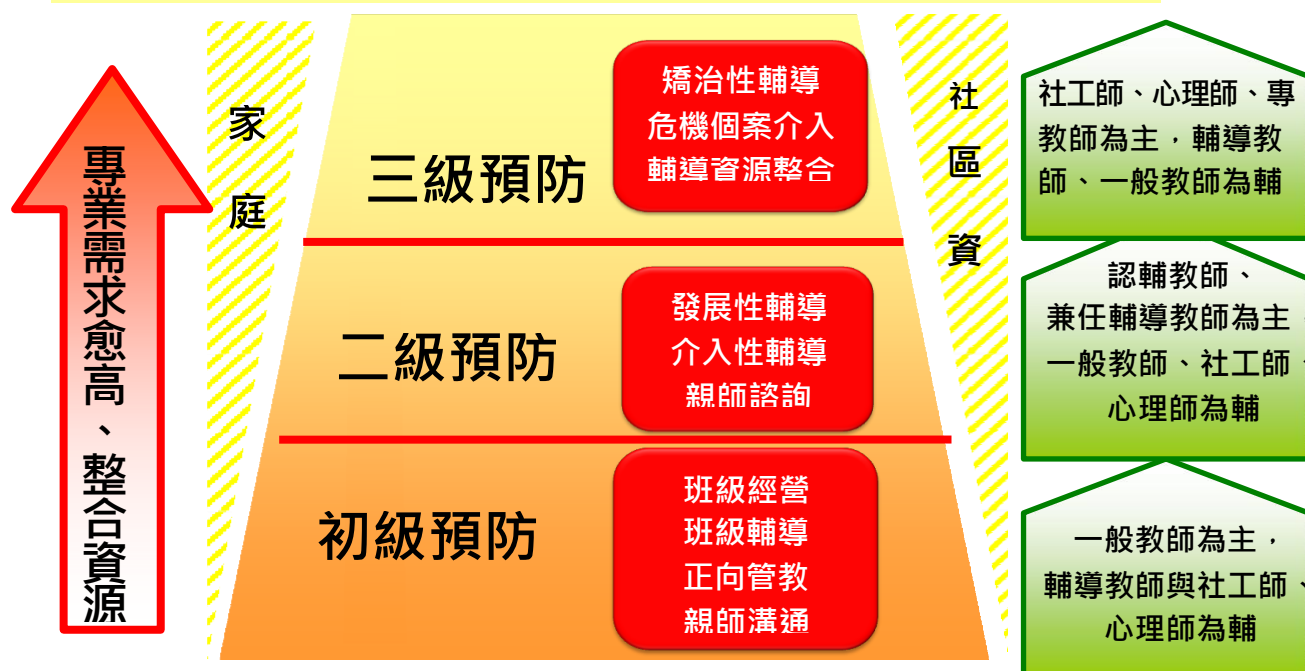 專業需求愈高、整合資源
家庭
三級預防
矯治性輔導
危機個案介入
輔導資源整合
社區資
社工師、心理師、專
教師為主，輔導教
師、一般教師為輔
二級預防
發展性輔導
介入性輔導
親師諮詢
認輔教師、
兼任輔導教師為主，
一般教師、社工師、
心理師為輔
初級預防
班級經營
班級輔導
正向管教
親師溝通
一般教師為主，
輔導教師與社工師、
心理師為輔